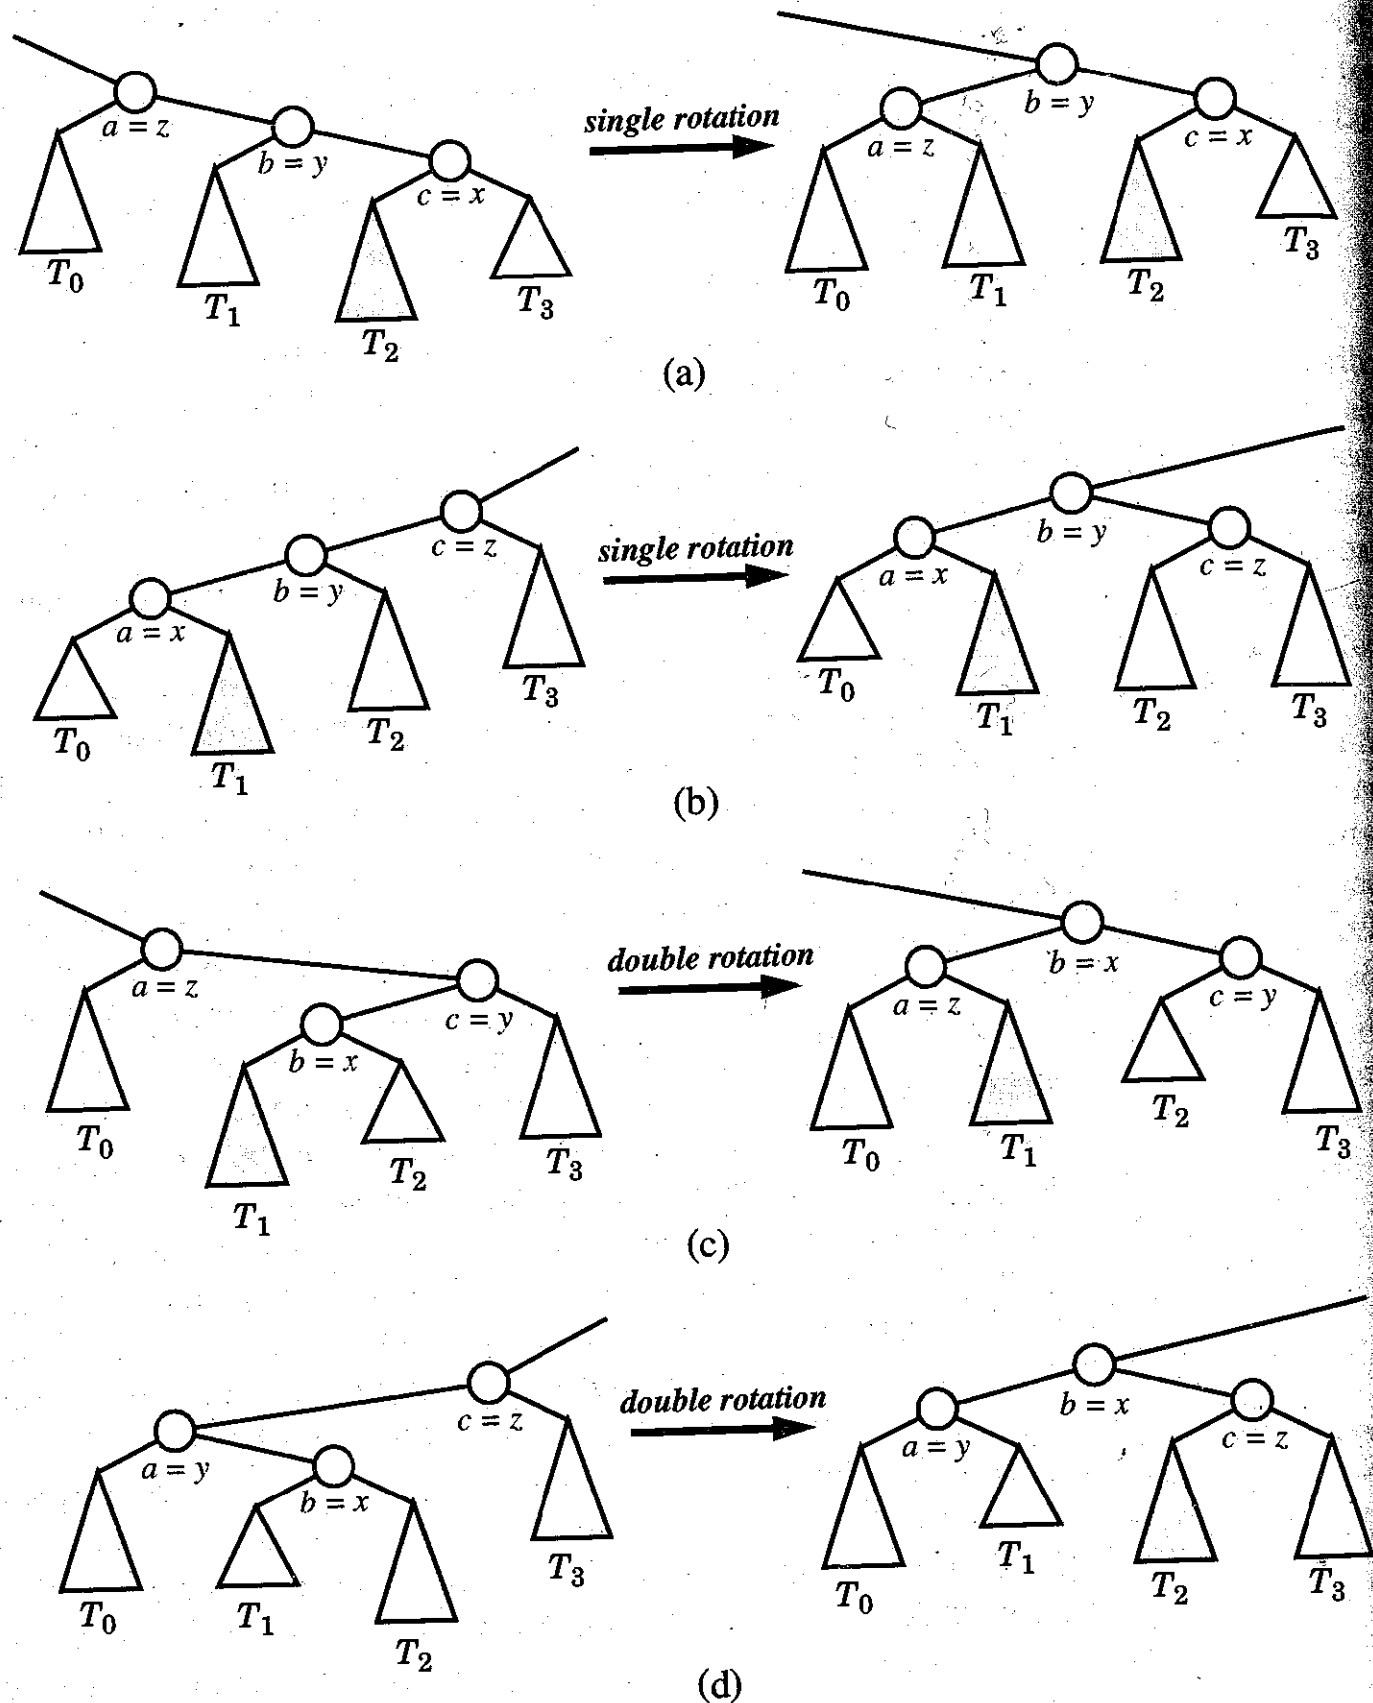 a = z
b = y
c = x
T0
T1
T2
T3
single rotation
b = y
a = z
c = x
T0
T1
T2
T3
(a)
c = z
b = y
a = x
T0
T1
T2
T3
single rotation
b = y
a = x
c = z
T0
T1
T2
T3
(b)
a = z
c = y
b = x
T0
T1
T2
T3
double rotation
b = x
a = z
c = y
T0
T1
T2
T3
(c)
c = z
a = y
b = x
T0
T1
T2
T3
double rotation
b = x
a = y
c = z
T0
T1
T2
T3
(d)